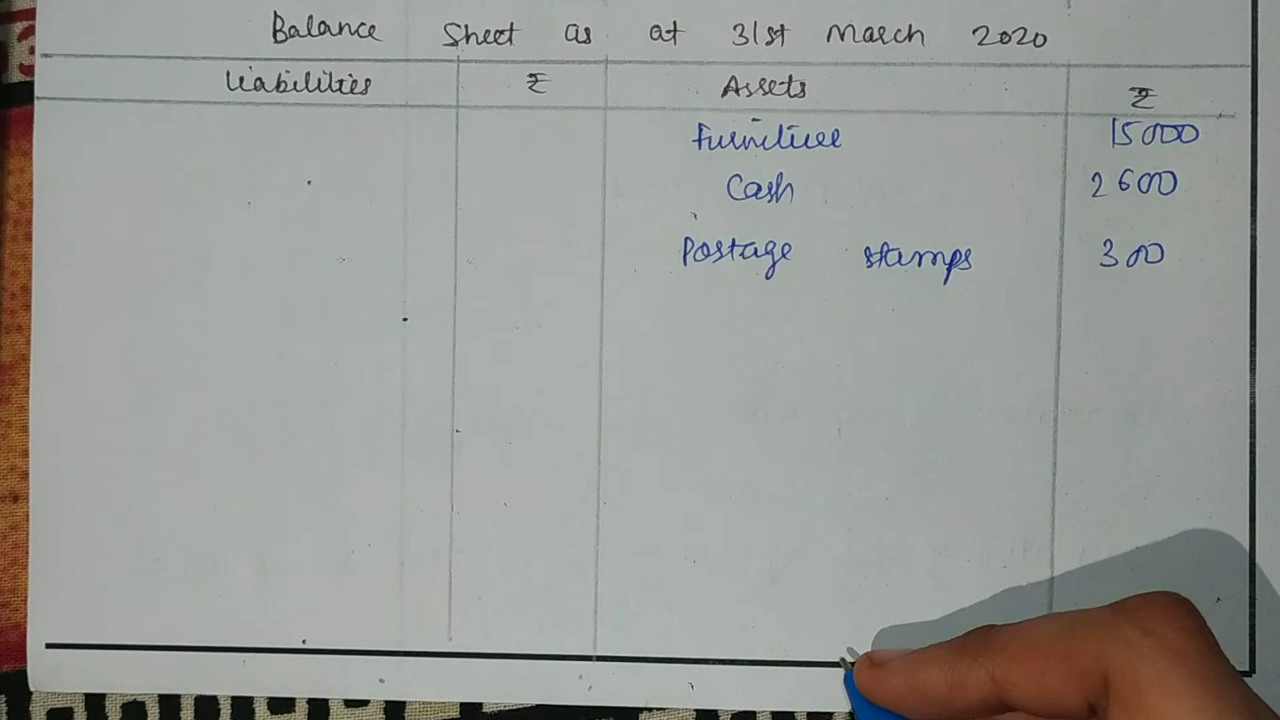 Balance Sheet as at 31st March 2020
Liabilities ₹ Assets ₹
Furniture 15000
Cash 2600
Postage stamps 300